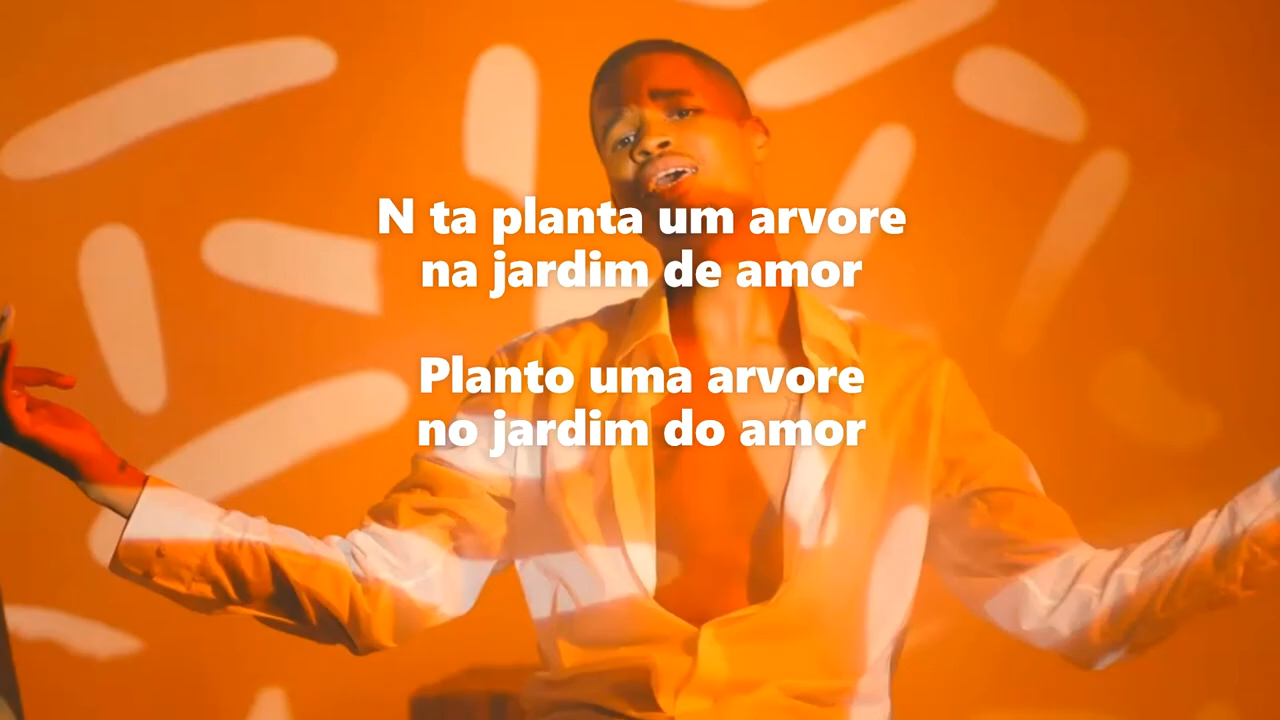 N ta planta um arvore
na jardim de amor
Planto uma arvore
no jardim do amor